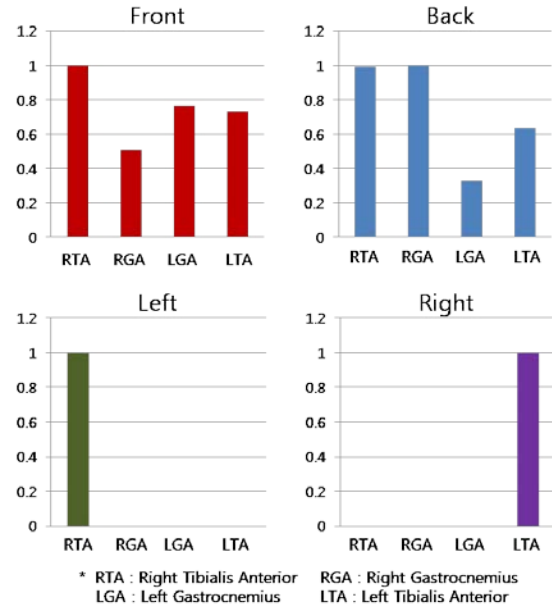 Front
1.2
1
0.8
0.6
0.4
0.2
0
RTA RGA LGA LTA
Back
1.2
1
0.8
0.6
0.4
0.2
0
RTA RGA LGA LTA
Left
1.2
1
0.8
0.6
0.4
0.2
0
RTA RGA LGA LTA
Right
1.2
1
0.8
0.6
0.4
0.2
0
RTA RGA LGA LTA
* RTA : Right Tibialis Anterior RGA : Right Gastrocnemius
LGA : Left Gastrocnemius LTA : Left Tibialis Anterior